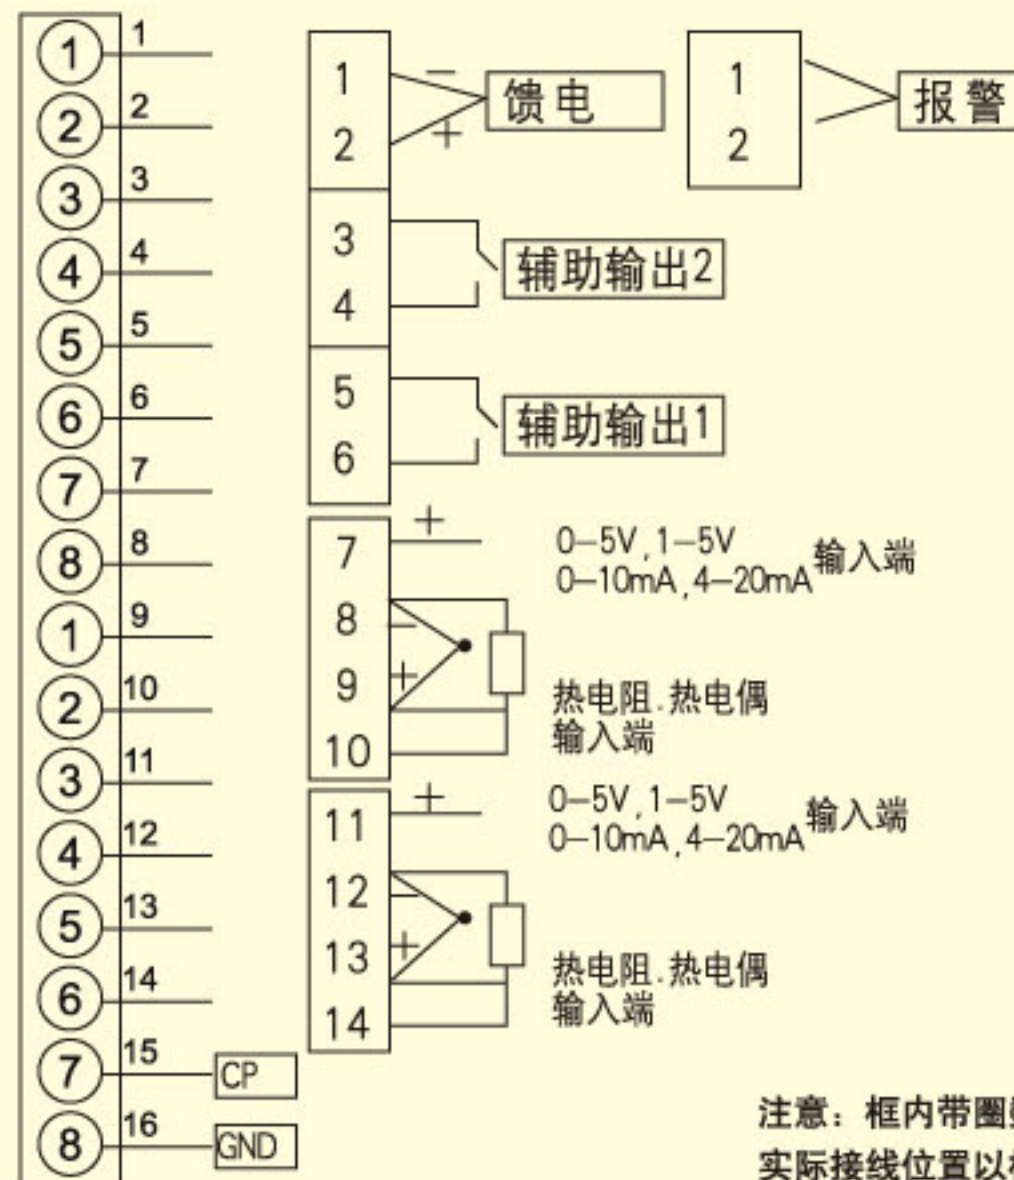 ① 1
② 2
③ 3
④ 4
⑤ 5
⑥ 6
⑦ 7
⑧ 8
① 9
② 10
③ 11
④ 12
⑤ 13
⑥ 14
⑦ 15 CP
⑧ 16 GND
1 − 馈电
2 +
3 辅助输出2
4
5 辅助输出1
6
7 + 0−5V,1−5V 输入端
0−10mA,4−20mA
8 −
9 + 热电阻.热电偶
输入端
10
11 + 0−5V,1−5V 输入端
0−10mA,4−20mA
12 −
13 + 热电阻.热电偶
输入端
14
1 报警
2
注意：框内带圈
实际接线位置以